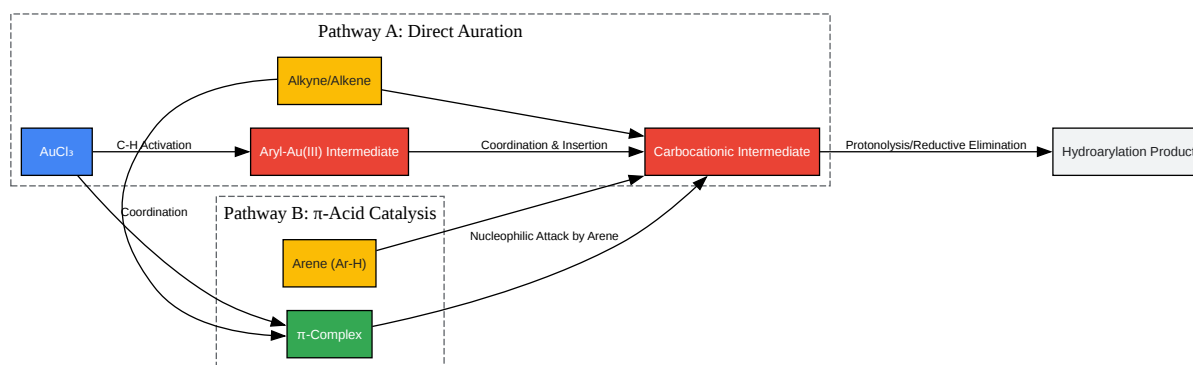 Pathway A: Direct Auration
Alkyne/Alkene
AuCl₃
C-H Activation
Aryl-Au(III) Intermediate
Coordination & Insertion
Carbocationic Intermediate
Protonolysis/Reductive Elimination
Hydroarylation Product
Coordination
Pathway B: π-Acid Catalysis
Nucleophilic Attack by Arene
Arene (Ar-H)
π-Complex